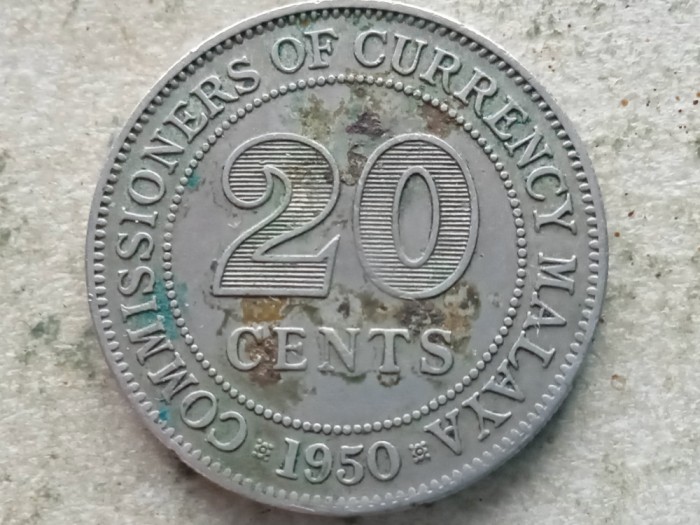 COMMISSIONERS OF CURRENCY MALAYA
20
CENTS
1950